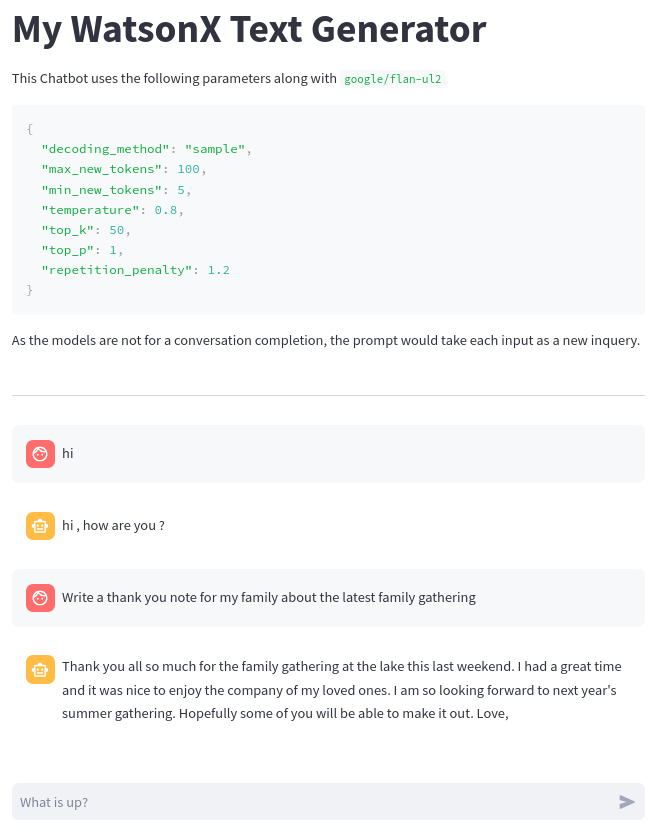 My WatsonX Text Generator
This Chatbot uses the following parameters along with google/flan-ul2
{
"decoding_method": "sample",
"max_new_tokens": 100,
"min_new_tokens": 5,
"temperature": 0.8,
"top_k": 50,
"top_p": 1,
"repetition_penalty": 1.2
}
As the models are not for a conversation completion, the prompt would take each input as a new inquery.
hi
hi , how are you ?
Write a thank you note for my family about the latest family gathering
Thank you all so much for the family gathering at the lake this last weekend. I had a great time
and it was nice to enjoy the company of my loved ones. I am so looking forward to next year's
summer gathering. Hopefully some of you will be able to make it out. Love,
What is up?